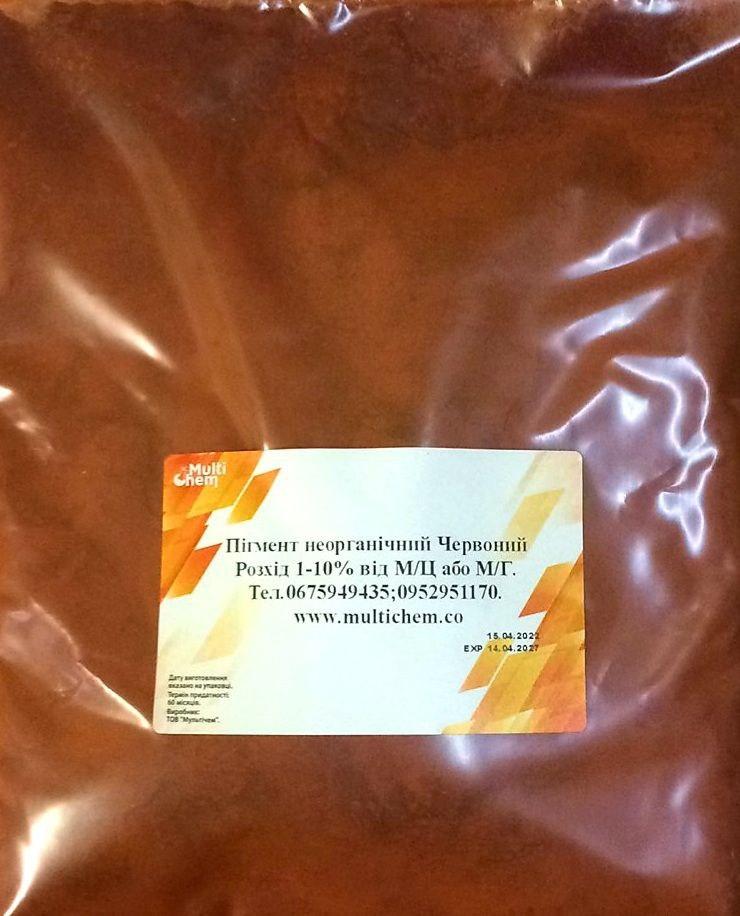 Multi
Chem
Пігмент неорганічний Червоний
Розхід 1-10% від М/Ц або М/Г.
Тел.0675949435;0952951170.
www.multichem.co
15.04.2022
EXP 14.04.2027
Дату виготовлення
вказано на упаковці.
Термін придатності:
60 місяців.
Виробник:
ТОВ "Мультічем".